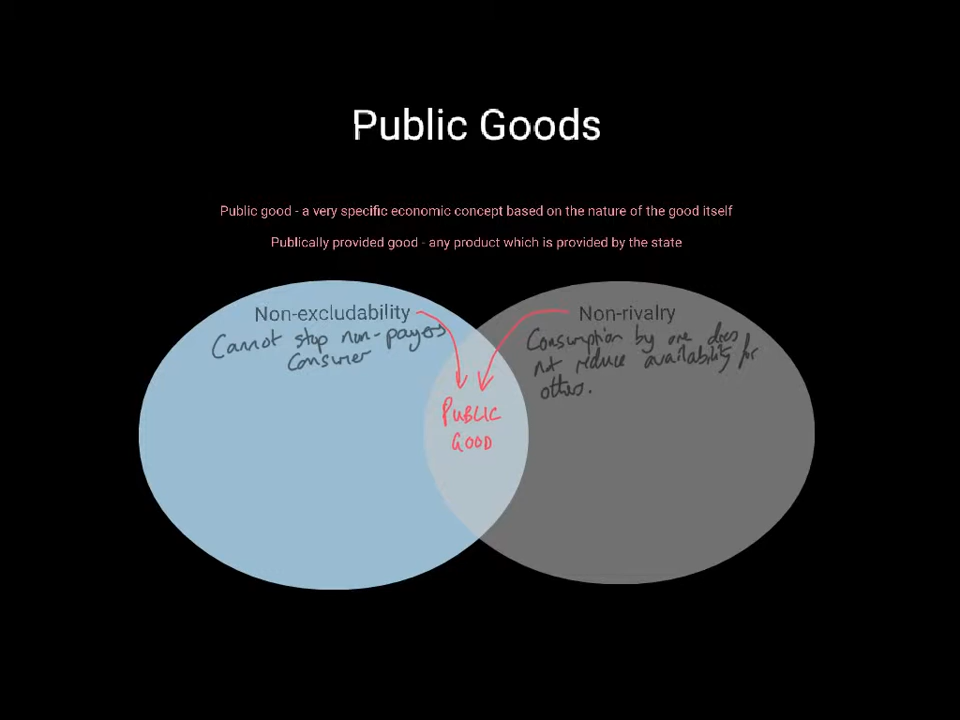 Public Goods
Public good - a very specific economic concept based on the nature of the good itself
Publically provided good - any product which is provided by the state
Non-excludability
Cannot stop non-payers
Consumer
Non-rivalry
Consumption by one does
not reduce availability for
others.
PUBLIC
GOOD